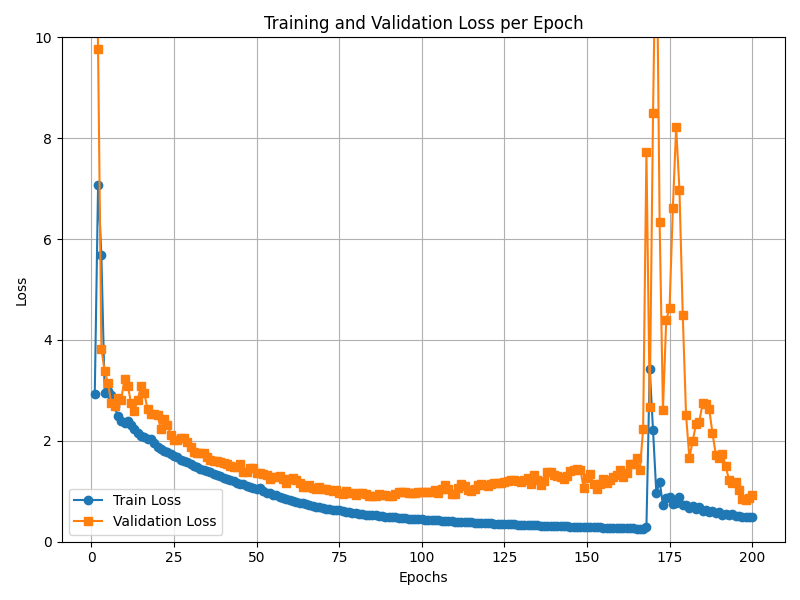 Training and Validation Loss per Epoch
10
8
6
4
2
0
Loss
Train Loss
Validation Loss
0 25 50 75 100 125 150 175 200
Epochs